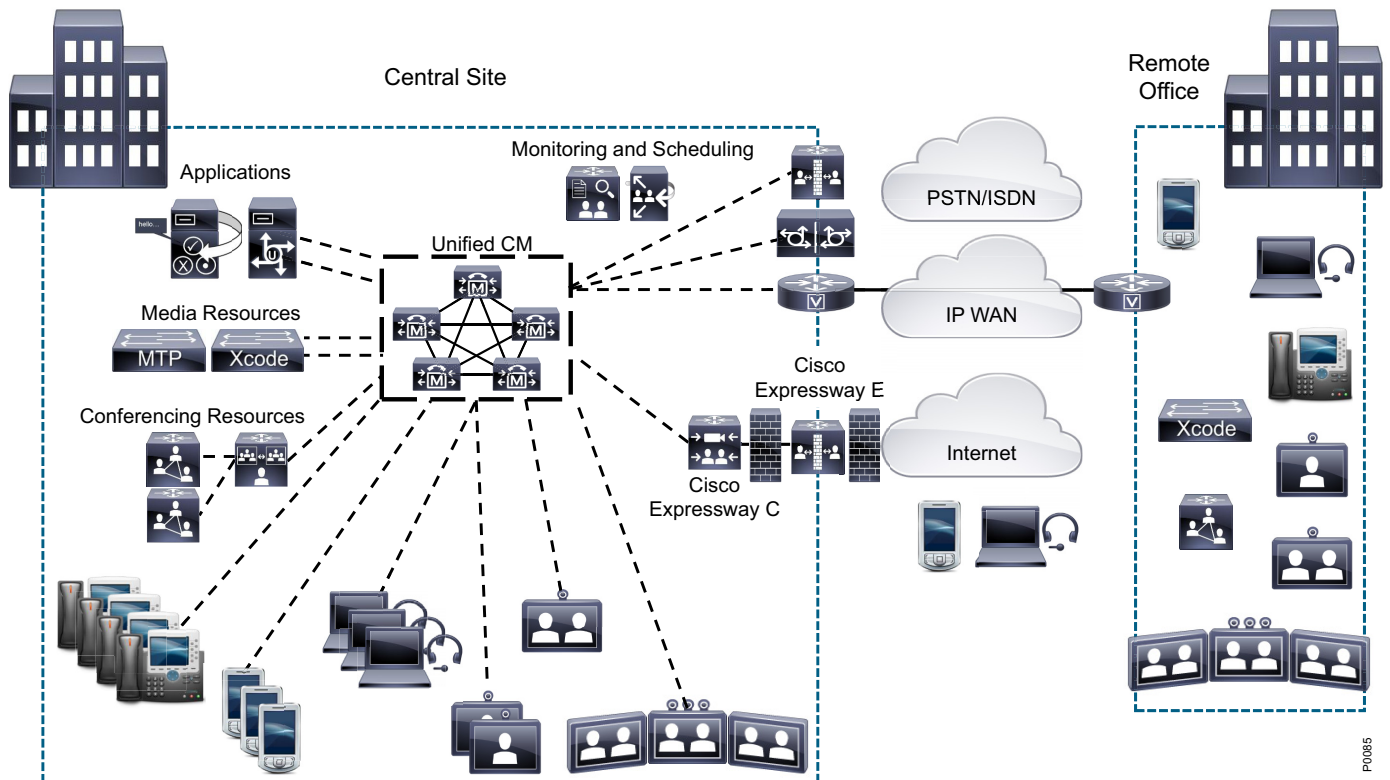 Central Site
Remote
Office
Applications
Monitoring and Scheduling
PSTN/ISDN
hello...
U
Unified CM
M
M
M
M
M
V
IP WAN
V
Media Resources
MTP
Xcode
Cisco
Expressway E
Conferencing Resources
Xcode
Internet
Cisco
Expressway C
P0085